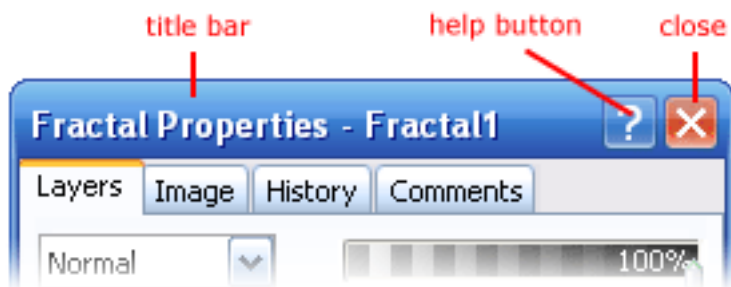 title bar help button close
Fractal Properties - Fractal1 ?
Layers Image History Comments
Normal 100%